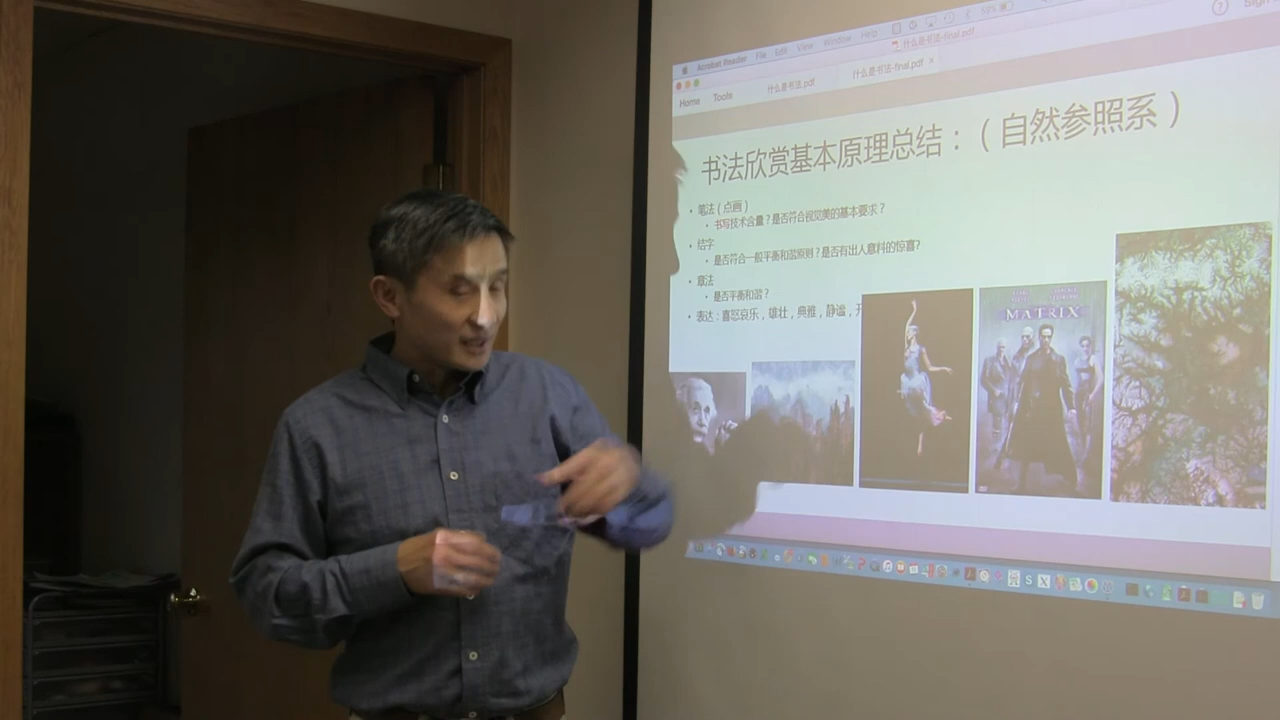 Acrobat Reader File Edit View Window Help 59%
什么是书法-final.pdf
Home Tools 什么是书法.pdf 什么是书法-final.pdf × ? Sign
书法欣赏基本原理总结：（自然参照系）
• 笔法（点画）
• 书写技术含量？是否符合视觉美的基本要求？
• 结字
• 是否符合一般平衡和谐原则？是否有出人意料的惊喜?
• 章法
• 是否平衡和谐？
• 表达：喜怒哀乐，雄壮，典雅，静谧，
MATRIX